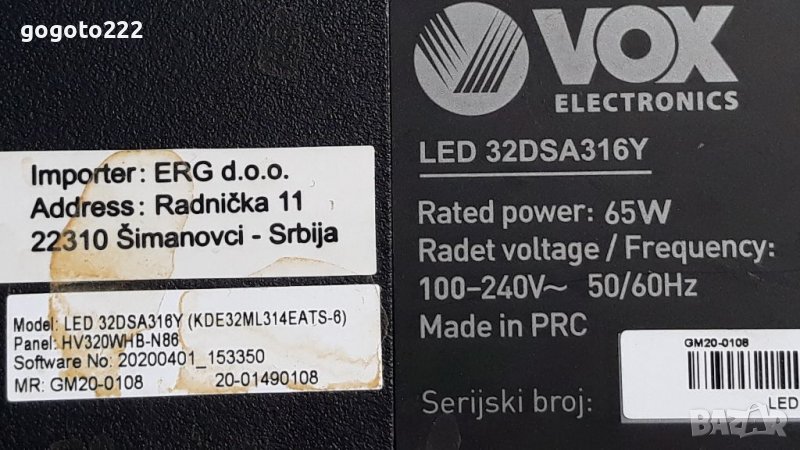 gogoto222
Importer: ERG d.o.o.
Address: Radnička 11
22310 Šimanovci - Srbija
Model: LED 32DSA316Y (KDE32ML314EATS-6)
Panel: HV320WHB-N86
Software No: 20200401_153350
MR: GM20-0108 20-01490108
VOX
ELECTRONICS
LED 32DSA316Y
Rated power: 65W
Radet voltage / Frequency:
100-240V~ 50/60Hz
Made in PRC
Serijski broj:
GM20-0108
LED
bazar